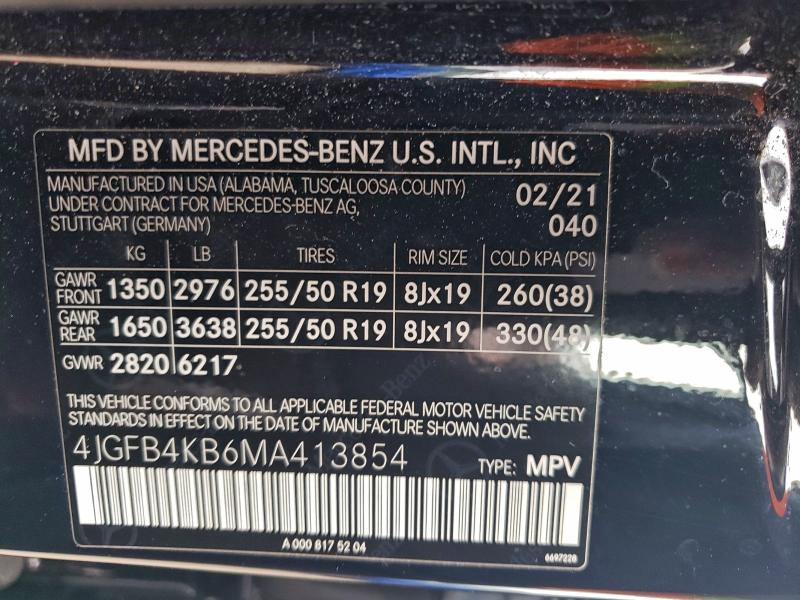 MFD BY MERCEDES-BENZ U.S. INTL., INC
MANUFACTURED IN USA (ALABAMA, TUSCALOOSA COUNTY) 02/21
UNDER CONTRACT FOR MERCEDES-BENZ AG,
STUTTGART (GERMANY) 040
KG LB TIRES RIM SIZE COLD KPA (PSI)
GAWR FRONT 1350 2976 255/50 R19 8Jx19 260(38)
GAWR REAR 1650 3638 255/50 R19 8Jx19 330(48)
GVWR 2820 6217
THIS VEHICLE CONFORMS TO ALL APPLICABLE FEDERAL MOTOR VEHICLE SAFETY
STANDARDS IN EFFECT ON THE DATE OF MANUFACTURE SHOWN ABOVE.
4JGFB4KB6MA413854 TYPE: MPV
A 000 817 52 04
6697228